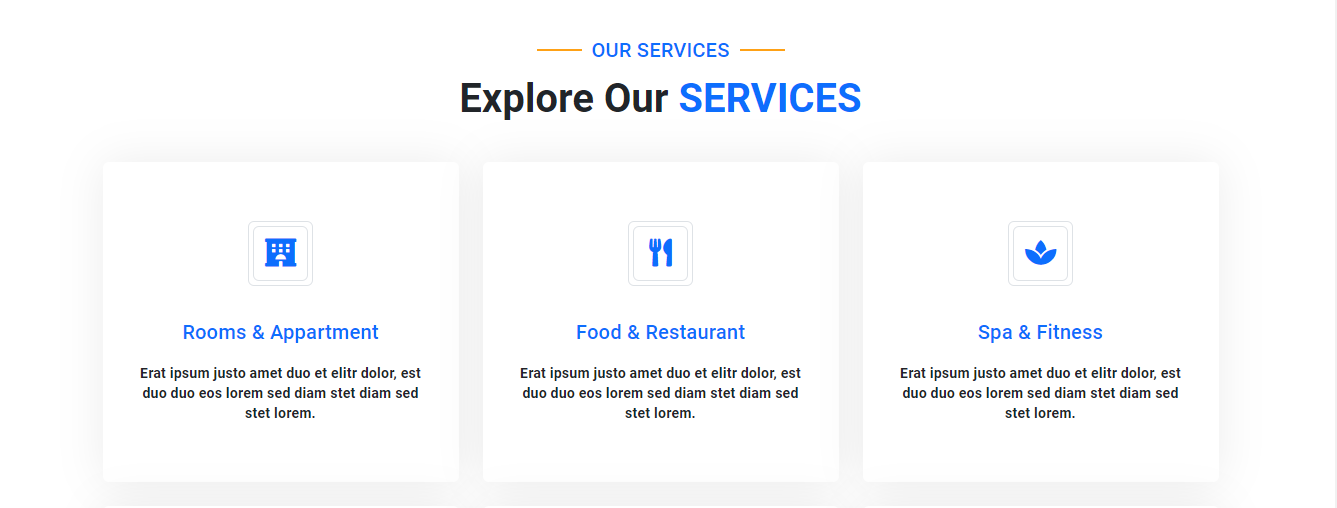 OUR SERVICES
Explore Our SERVICES
Rooms & Appartment
Erat ipsum justo amet duo et elitr dolor, est
duo duo eos lorem sed diam stet diam sed
stet lorem.
Food & Restaurant
Erat ipsum justo amet duo et elitr dolor, est
duo duo eos lorem sed diam stet diam sed
stet lorem.
Spa & Fitness
Erat ipsum justo amet duo et elitr dolor, est
duo duo eos lorem sed diam stet diam sed
stet lorem.